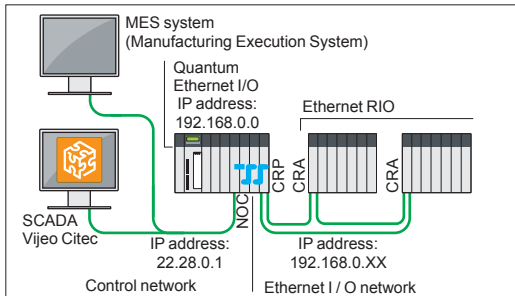 MES system
(Manufacturing Execution System)
Quantum
Ethernet I/O
IP address:
192.168.0.0
Ethernet RIO
NOC
CRP
CRA
CRA
SCADA
Vijeo Citec
IP address:
22.28.0.1
IP address:
192.168.0.XX
Control network
Ethernet I / O network